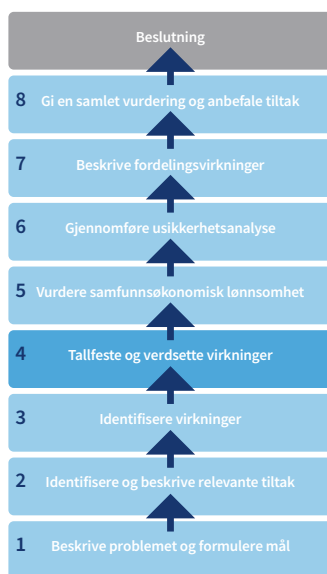 Beslutning
8 Gi en samlet vurdering og anbefale tiltak
7 Beskrive fordelingsvirkninger
6 Gjennomføre usikkerhetsanalyse
5 Vurdere samfunnsøkonomisk lønnsomhet
4 Tallfeste og verdsette virkninger
3 Identifisere virkninger
2 Identifisere og beskrive relevante tiltak
1 Beskrive problemet og formulere mål